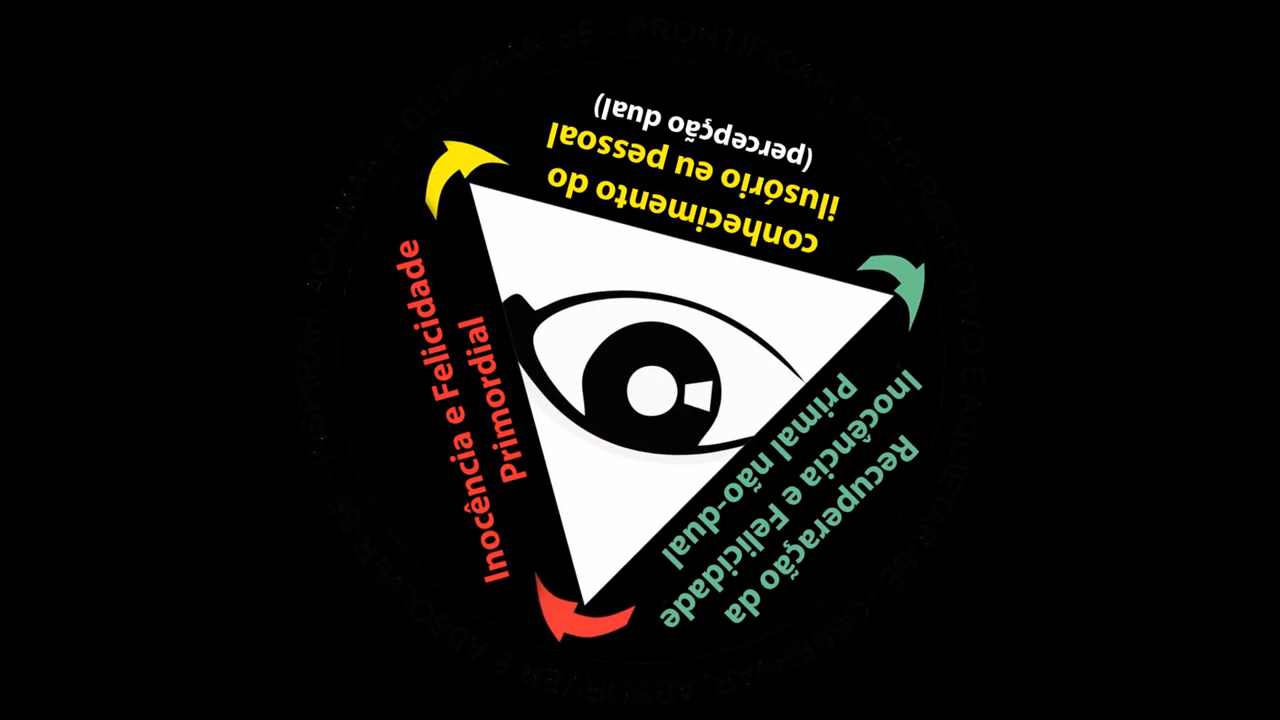 Inocência e Felicidade
Primordial
conhecimento do
ilusório eu pessoal
(percepção dual)
Recuperação da
Inocência e Felicidade
Primal não-dual